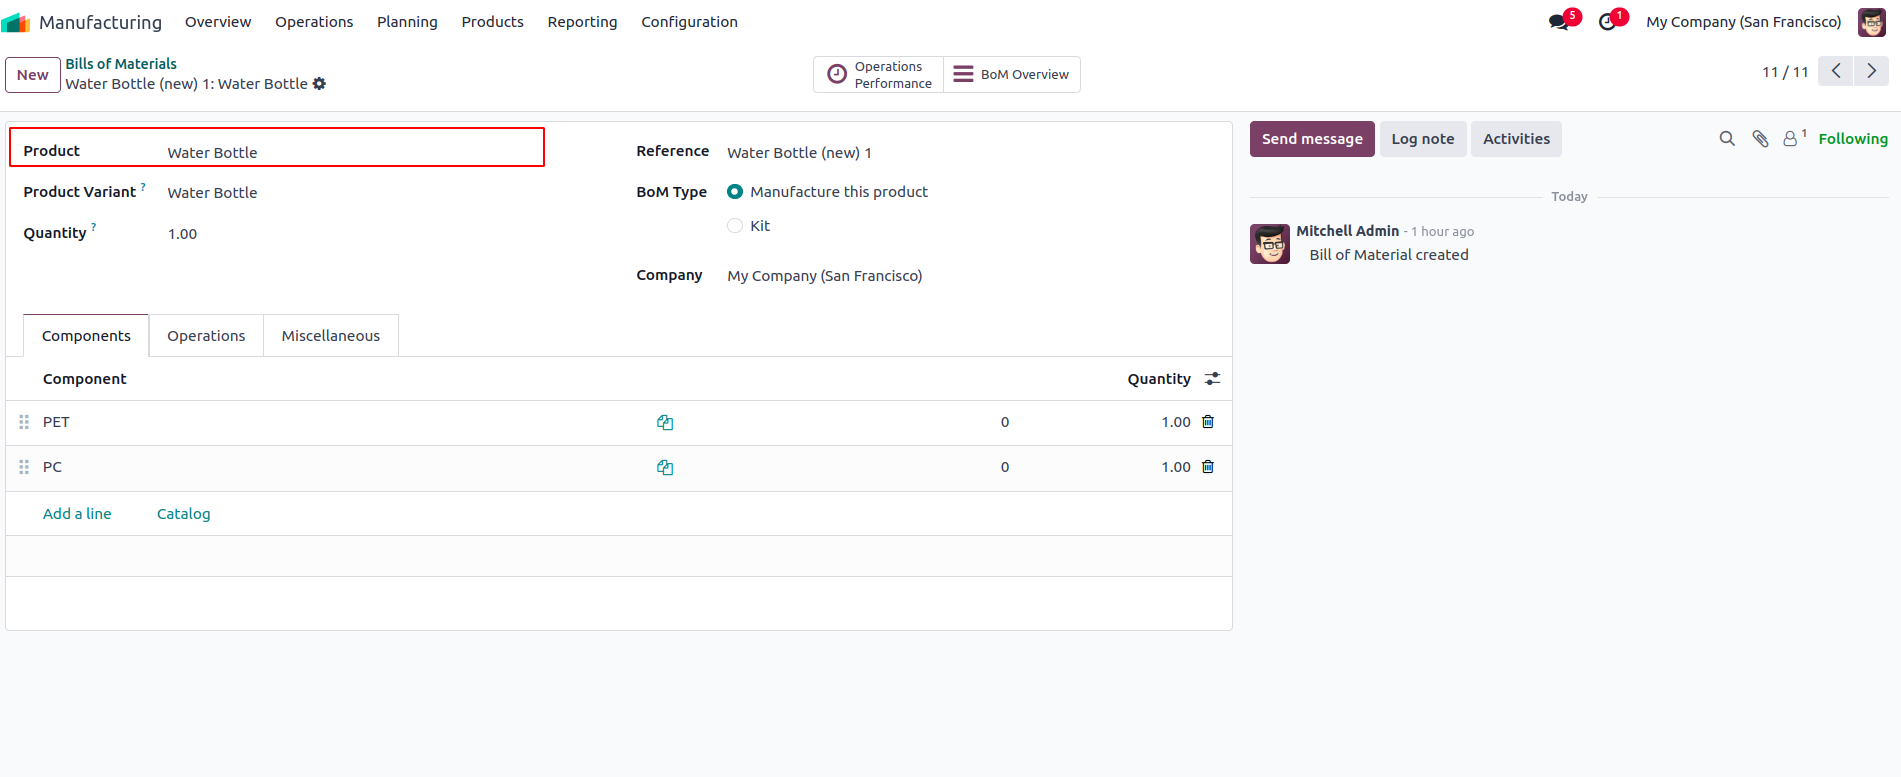 Manufacturing Overview Operations Planning Products Reporting Configuration 5 1 My Company (San Francisco)
New Bills of Materials
Water Bottle (new) 1: Water Bottle
Operations
Performance
BoM Overview
11 / 11
Product Water Bottle
Product Variant ? Water Bottle
Quantity ? 1.00
Reference Water Bottle (new) 1
BoM Type Manufacture this product
Kit
Company My Company (San Francisco)
Components Operations Miscellaneous
Component Quantity
PET 0 1.00
PC 0 1.00
Add a line Catalog
Send message Log note Activities 1 Following
Today
Mitchell Admin - 1 hour ago
Bill of Material created